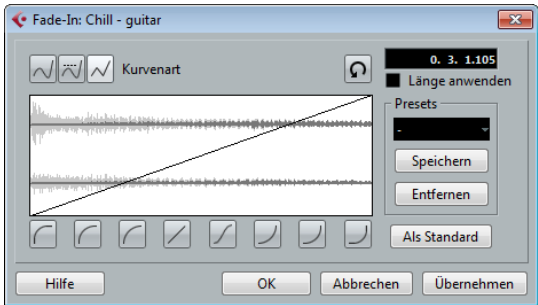 Fade-In: Chill - guitar
Kurvenart
0. 3. 1.105
Länge anwenden
Presets
-
Speichern
Entfernen
Als Standard
Hilfe
OK
Abbrechen
Übernehmen